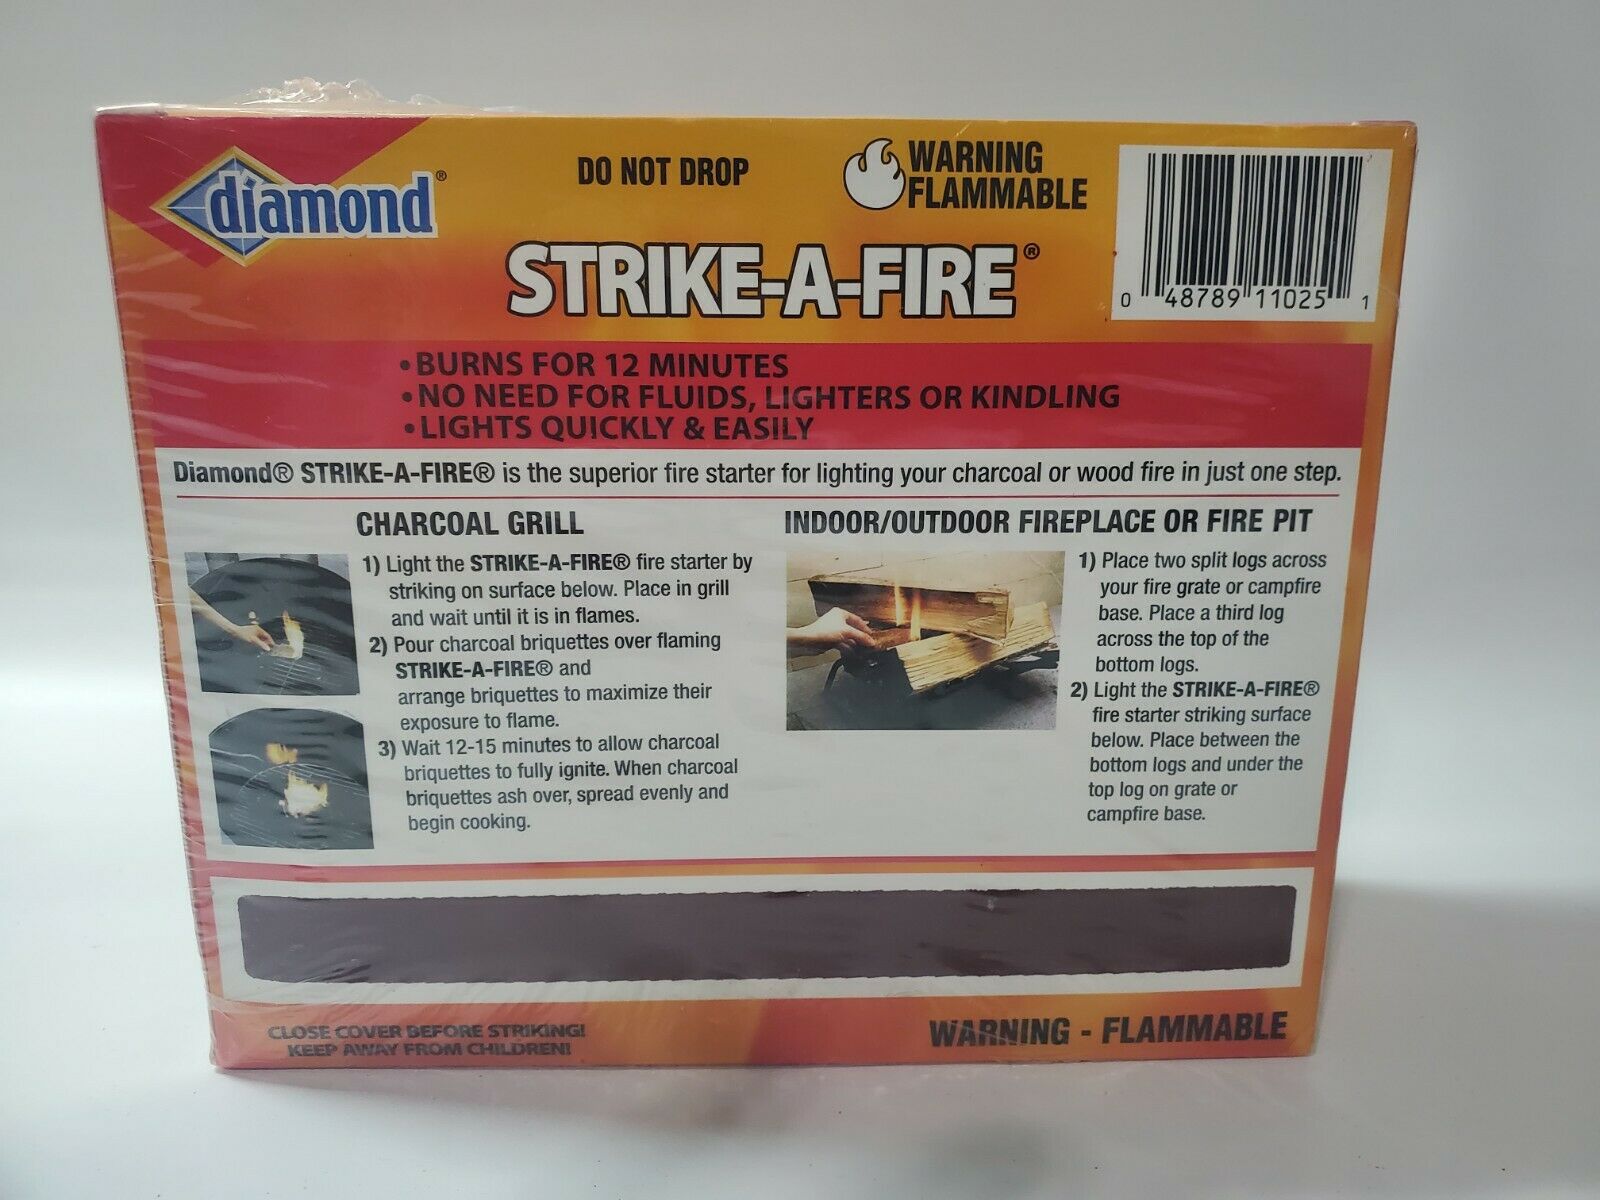 diamond®
DO NOT DROP
WARNING
FLAMMABLE
STRIKE-A-FIRE®
0 48789 11025 1
•BURNS FOR 12 MINUTES
•NO NEED FOR FLUIDS, LIGHTERS OR KINDLING
•LIGHTS QUICKLY & EASILY
Diamond® STRIKE-A-FIRE® is the superior fire starter for lighting your charcoal or wood fire in just one step.
CHARCOAL GRILL
1) Light the STRIKE-A-FIRE® fire starter by
striking on surface below. Place in grill
and wait until it is in flames.
2) Pour charcoal briquettes over flaming
STRIKE-A-FIRE® and
arrange briquettes to maximize their
exposure to flame.
3) Wait 12-15 minutes to allow charcoal
briquettes to fully ignite. When charcoal
briquettes ash over, spread evenly and
begin cooking.
INDOOR/OUTDOOR FIREPLACE OR FIRE PIT
1) Place two split logs across
your fire grate or campfire
base. Place a third log
across the top of the
bottom logs.
2) Light the STRIKE-A-FIRE®
fire starter striking surface
below. Place between the
bottom logs and under the
top log on grate or
campfire base.
CLOSE COVER BEFORE STRIKING!
KEEP AWAY FROM CHILDREN!
WARNING - FLAMMABLE